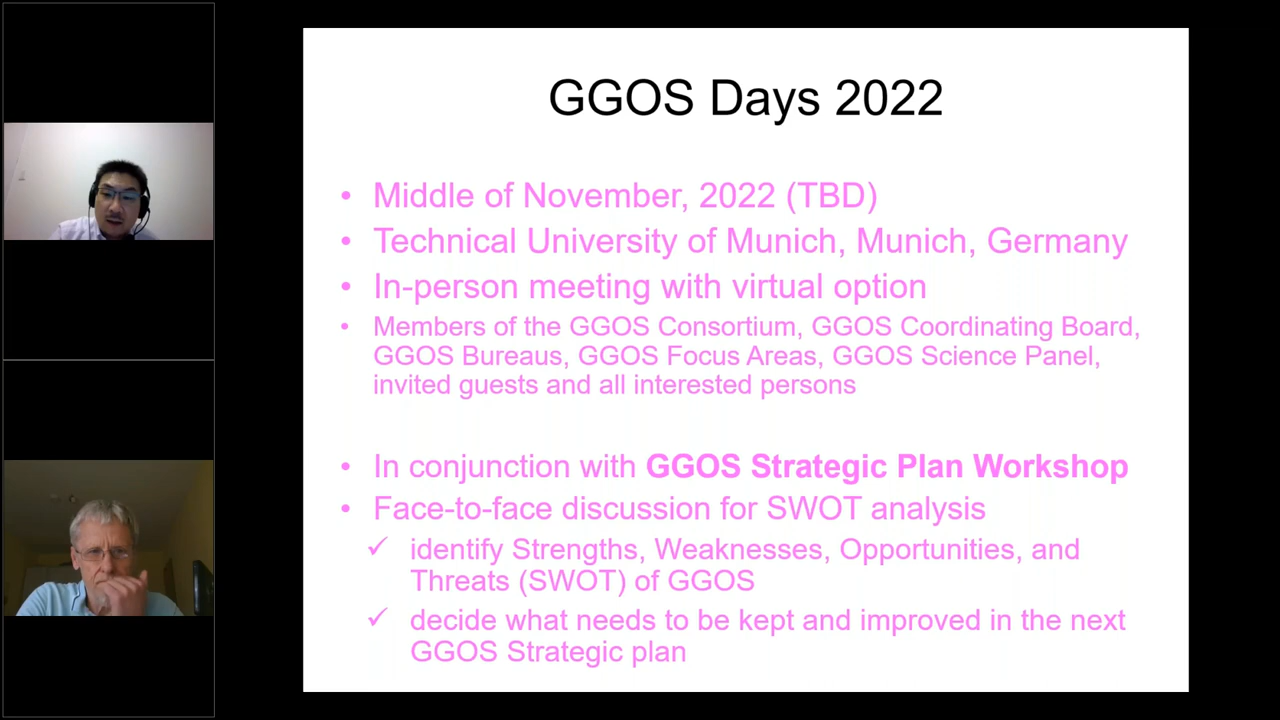 GGOS Days 2022
• Middle of November, 2022 (TBD)
• Technical University of Munich, Munich, Germany
• In-person meeting with virtual option
• Members of the GGOS Consortium, GGOS Coordinating Board,
GGOS Bureaus, GGOS Focus Areas, GGOS Science Panel,
invited guests and all interested persons
• In conjunction with GGOS Strategic Plan Workshop
• Face-to-face discussion for SWOT analysis
✓ identify Strengths, Weaknesses, Opportunities, and
Threats (SWOT) of GGOS
✓ decide what needs to be kept and improved in the next
GGOS Strategic plan